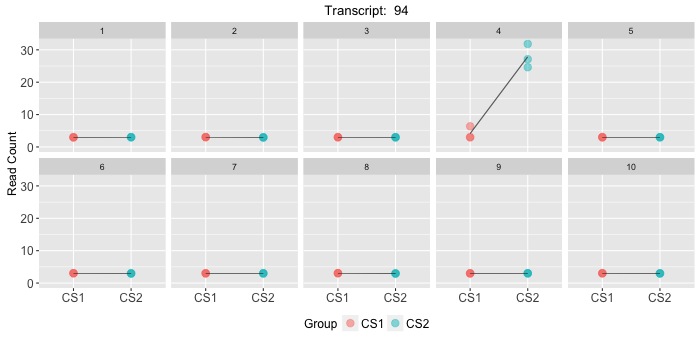 Transcript: 94
1 2 3 4 5
30
20
10
0
Read Count
6 7 8 9 10
30
20
10
0
CS1 CS2 CS1 CS2 CS1 CS2 CS1 CS2 CS1 CS2
Group CS1 CS2